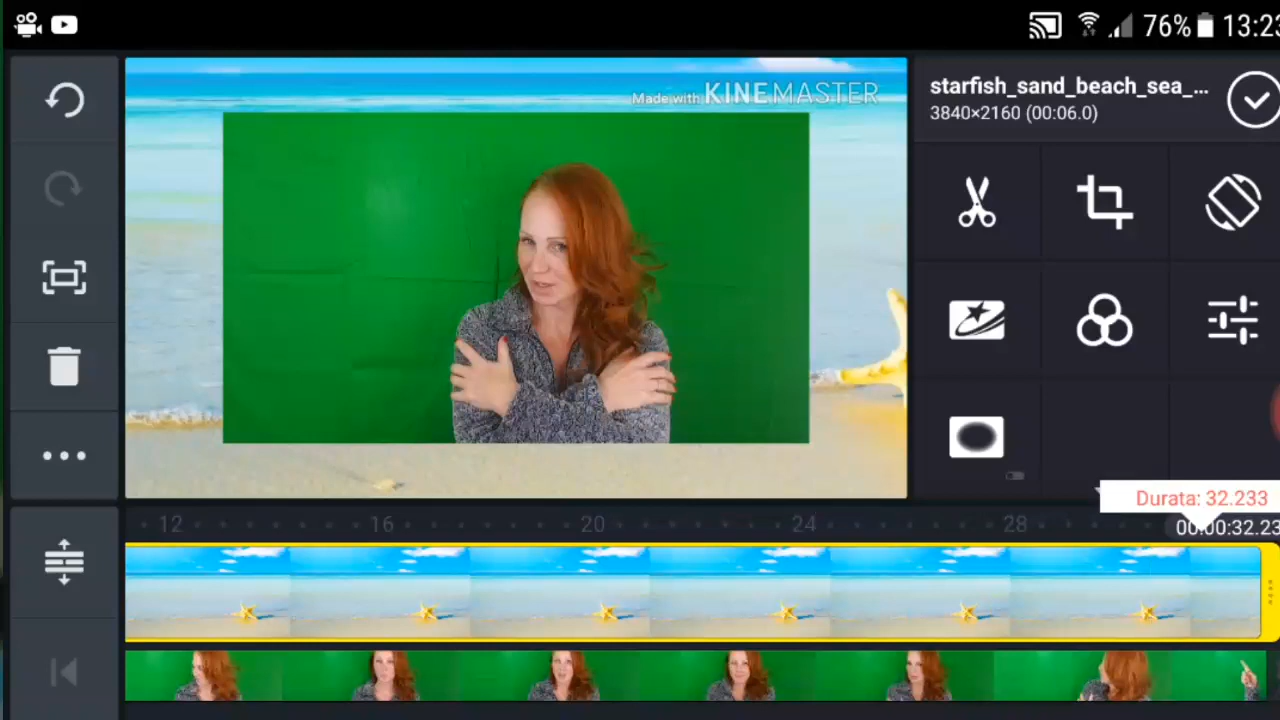 76% 13:23
Made with KINEMASTER
starfish_sand_beach_sea_...
3840×2160 (00:06.0)
Durata: 32.233
12 16 20 24 28
00:00:32.23